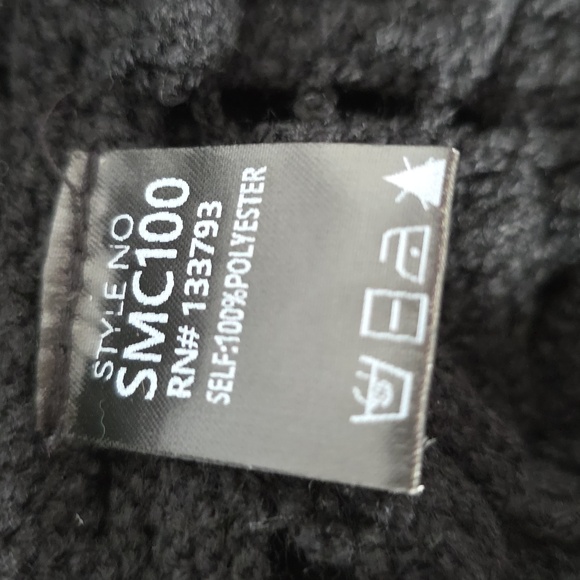 STYLE NO
SMC100
RN# 133793
SELF:100%POLYESTER